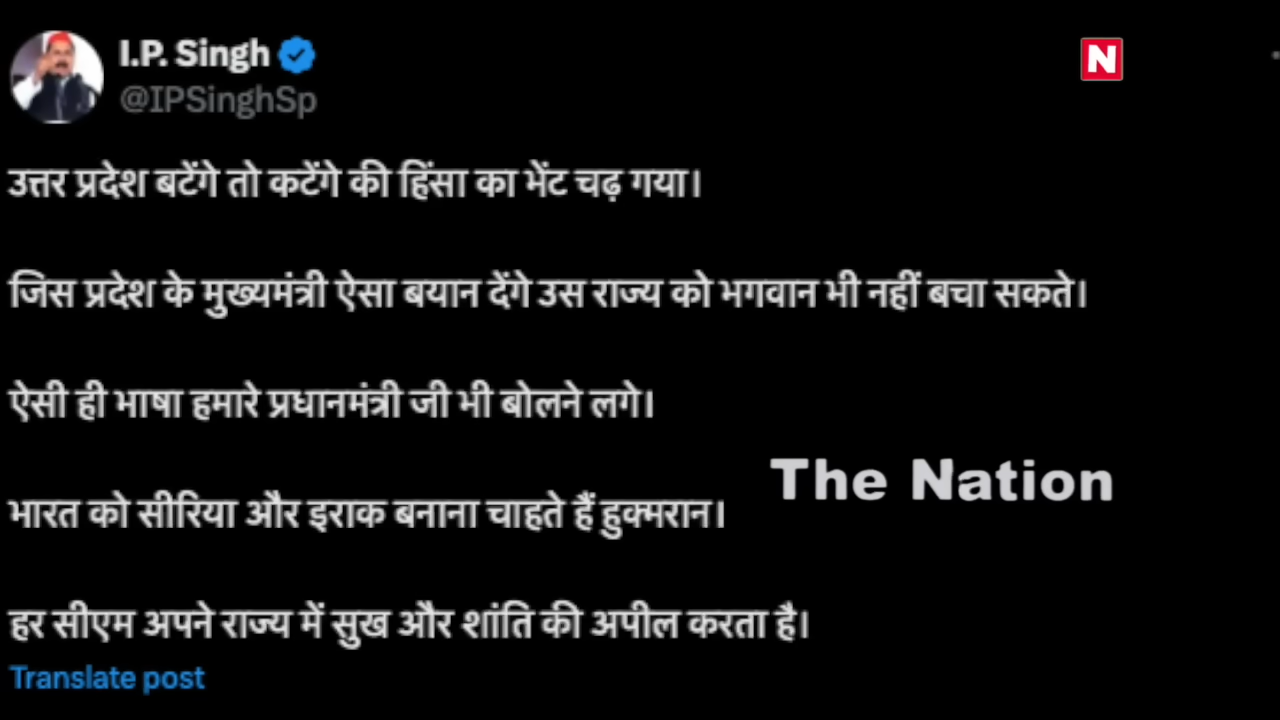 I.P. Singh
N
@IPSinghSp
उत्तर प्रदेश बटेंगे तो कटेंगे की हिंसा का भेंट चढ़ गया।
जिस प्रदेश के मुख्यमंत्री ऐसा बयान देंगे उस राज्य को भगवान भी नहीं बचा सकते।
ऐसी ही भाषा हमारे प्रधानमंत्री जी भी बोलने लगे।
The Nation
भारत को सीरिया और इराक बनाना चाहते हैं हुक्मरान।
हर सीएम अपने राज्य में सुख और शांति की अपील करता है।
Translate post